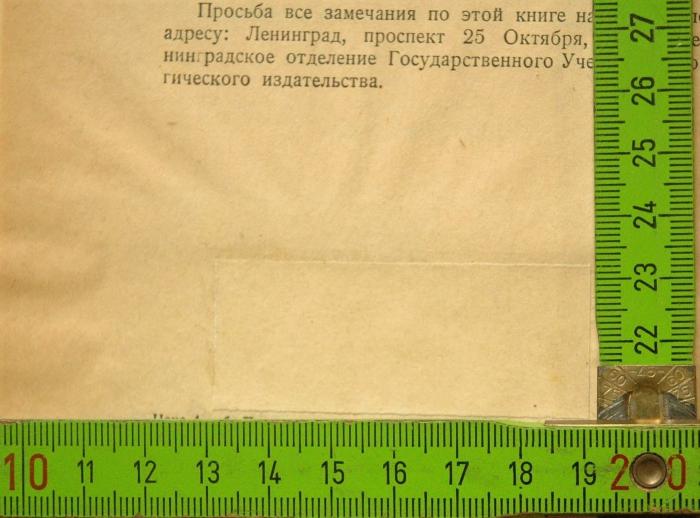 Просьба все замечания по этой книге на
адресу: Ленинград, проспект 25 Октября,
нинградское отделение Государственного Уче
гического издательства.
27
26
25
24
23
22
10 11 12 13 14 15 16 17 18 19 20